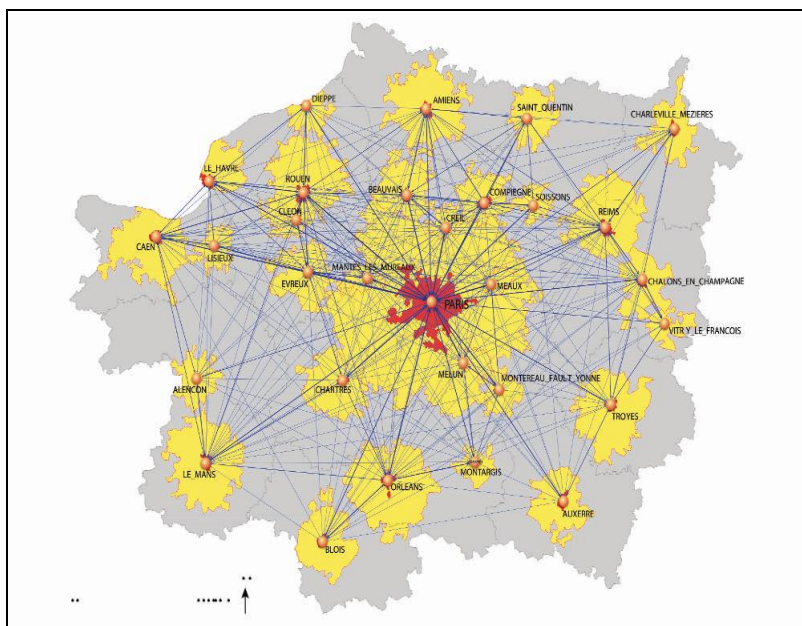 DIEPPE
AMIENS
SAINT_QUENTIN
CHARLEVILLE_MEZIERES
LE_HAVRE
ROUEN
BEAUVAIS
COMPIEGNE
SOISSONS
CLEON
CREIL
REIMS
CAEN
LISIEUX
MANTES_LES_MUREAUX
EVREUX
MEAUX
CHALONS_EN_CHAMPAGNE
PARIS
VITRY_LE_FRANCOIS
MELUN
MONTEREAU_FAULT_YONNE
ALENCON
CHARTRES
TROYES
LE_MANS
MONTARGIS
ORLEANS
AUXERRE
BLOIS